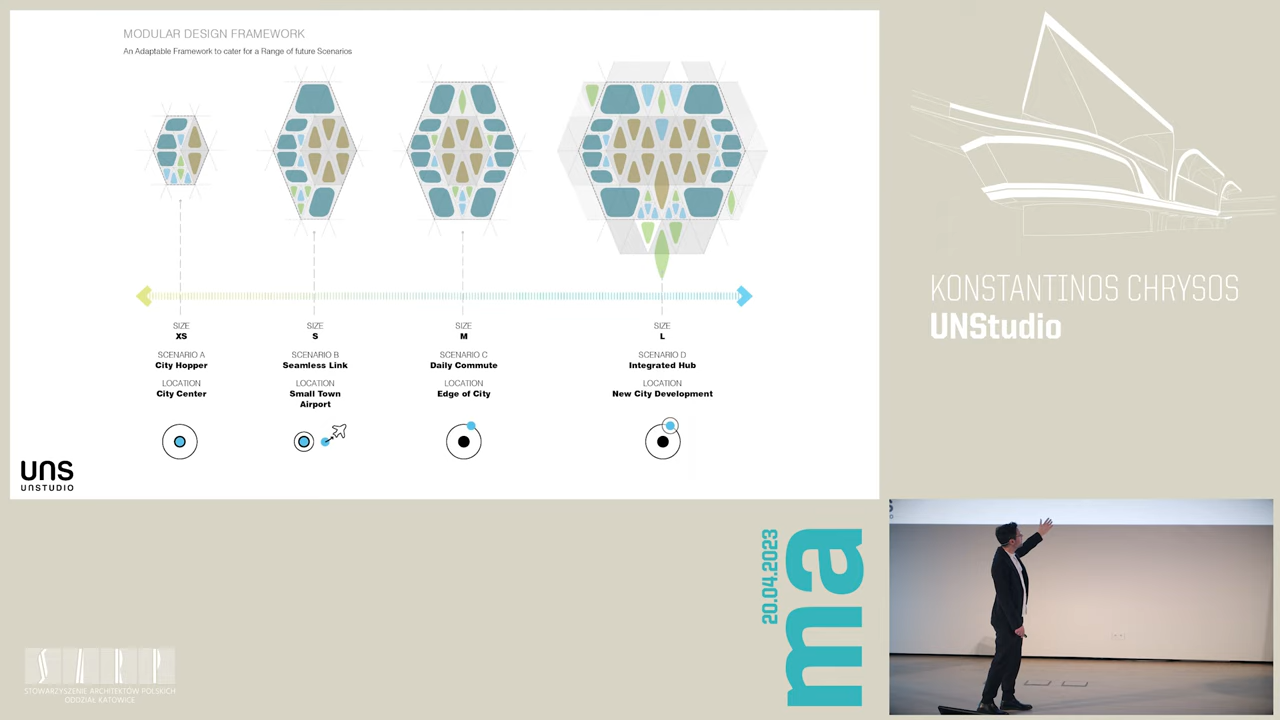 MODULAR DESIGN FRAMEWORK
An Adaptable Framework to cater for a Range of future Scenarios
SIZE
XS
SCENARIO A
City Hopper
LOCATION
City Center
SIZE
S
SCENARIO B
Seamless Link
LOCATION
Small Town
Airport
SIZE
M
SCENARIO C
Daily Commute
LOCATION
Edge of City
SIZE
L
SCENARIO D
Integrated Hub
LOCATION
New City Development
UNS
UNSTUDIO
KONSTANTINOS CHRYSOS
UNStudio
20.04.2023
ma
SARP
STOWARZYSZENIE ARCHITEKTÓW POLSKICH
ODDZIAŁ KATOWICE